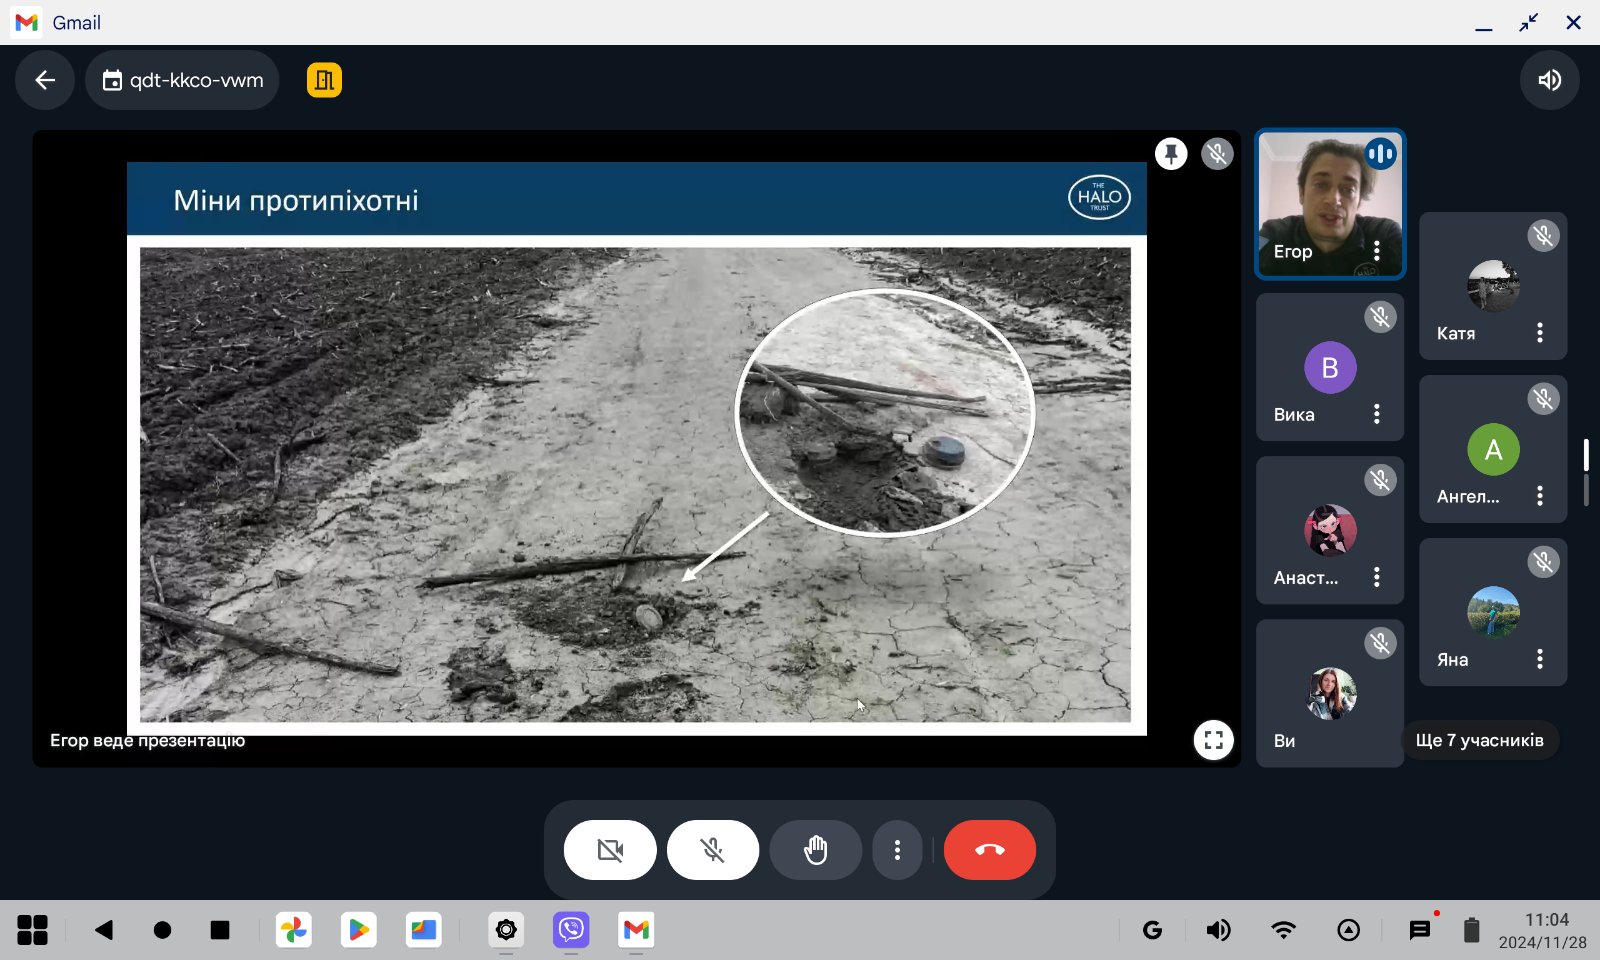 Gmail
qdt-kkco-vwm
Міни протипіхотні
THE
HALO
TRUST
Егор веде презентацію
Егор
HALO
Катя
В
Вика
А
Ангел...
Анаст...
Яна
Ви
Ще 7 учасників
G
11:04
2024/11/28